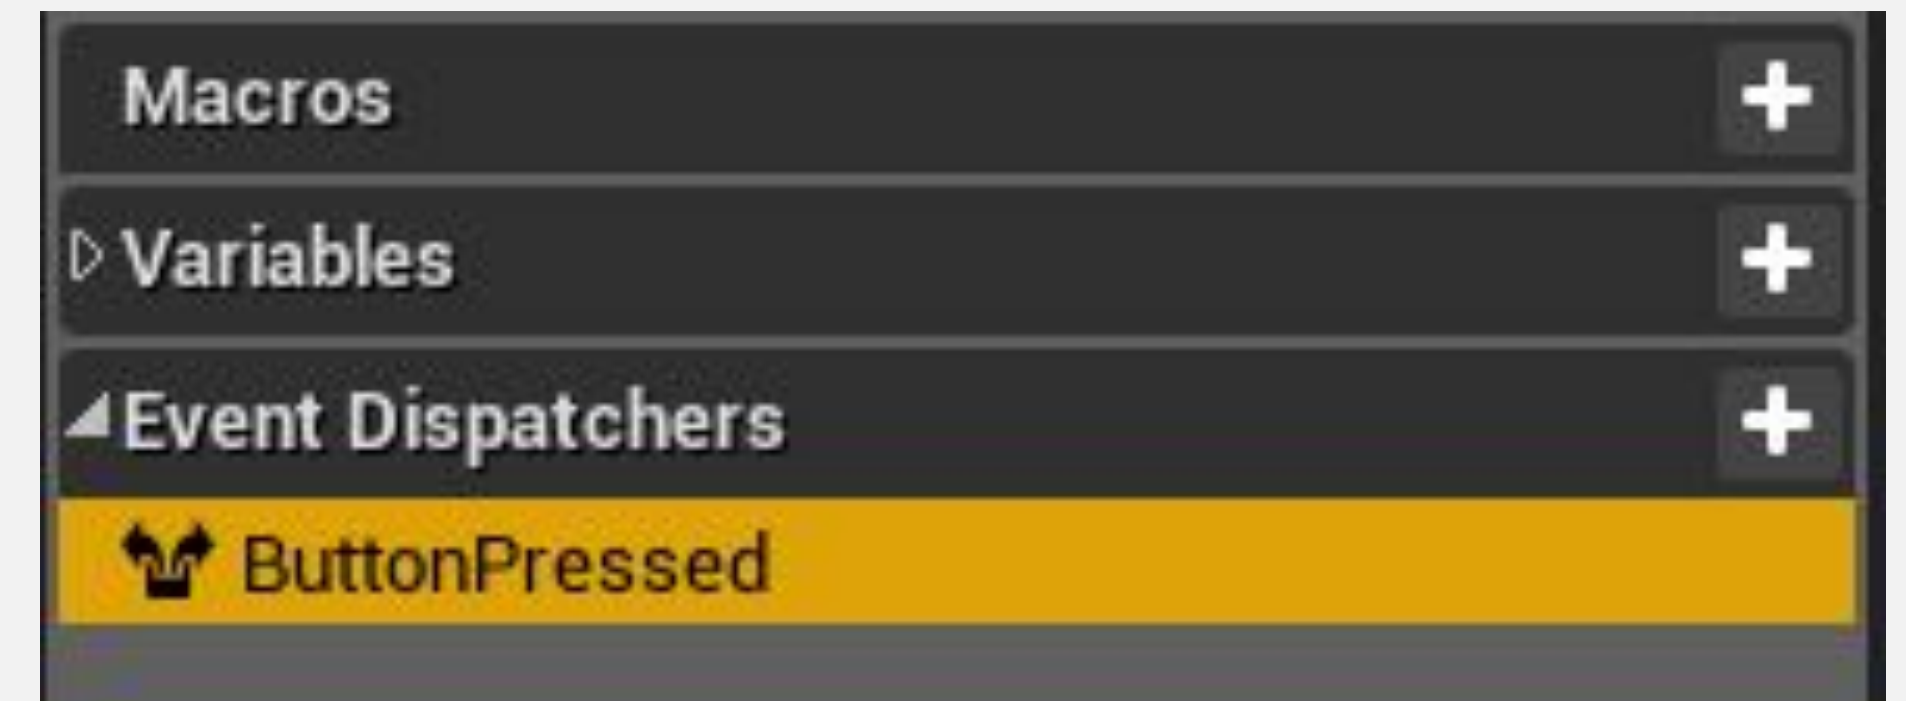 Macros
Variables
Event Dispatchers
ButtonPressed